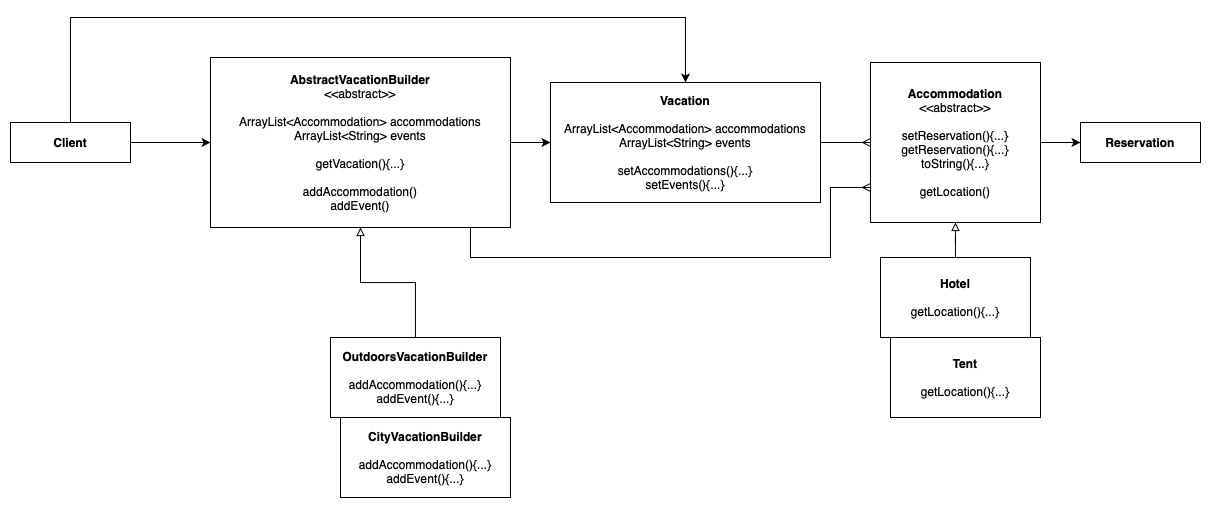 Client
AbstractVacationBuilder
<<abstract>>
ArrayList<Accommodation> accommodations
ArrayList<String> events
getVacation(){...}
addAccommodation()
addEvent()
Vacation
ArrayList<Accommodation> accommodations
ArrayList<String> events
setAccommodations(){...}
setEvents(){...}
Accommodation
<<abstract>>
setReservation(){...}
getReservation(){...}
toString(){...}
getLocation()
Reservation
OutdoorsVacationBuilder
addAccommodation(){...}
addEvent(){...}
CityVacationBuilder
addAccommodation(){...}
addEvent(){...}
Hotel
getLocation(){...}
Tent
getLocation(){...}